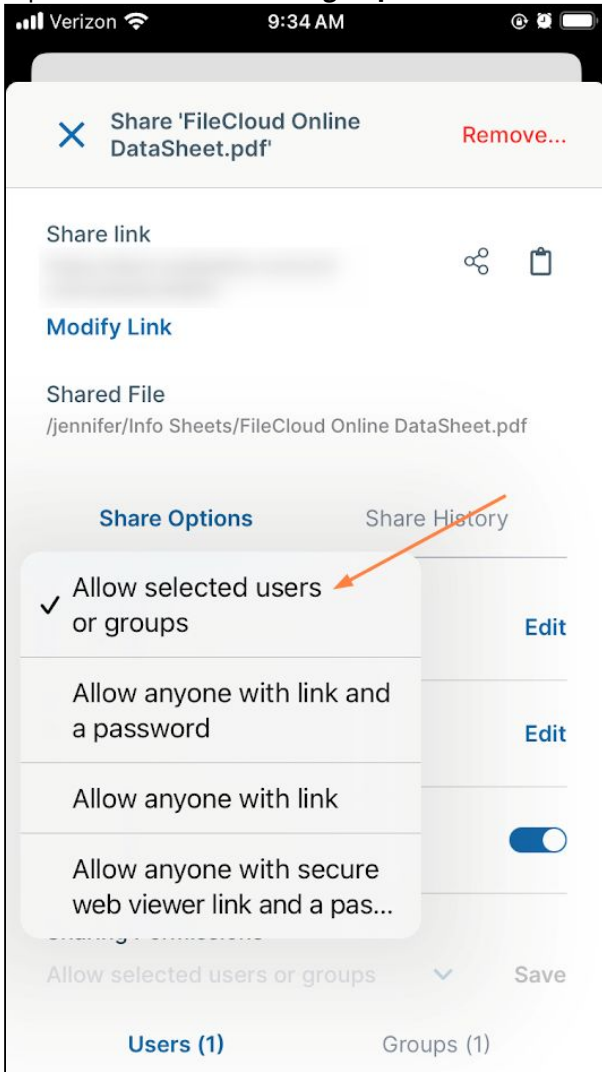 Verizon 9:34 AM
Share 'FileCloud Online
DataSheet.pdf'
Remove...
Share link
Modify Link
Shared File
/jennifer/Info Sheets/FileCloud Online DataSheet.pdf
Share Options Share History
Allow selected users
or groups
Edit
Allow anyone with link and
a password
Edit
Allow anyone with link
Allow anyone with secure
web viewer link and a pas...
Allow selected users or groups Save
Users (1) Groups (1)